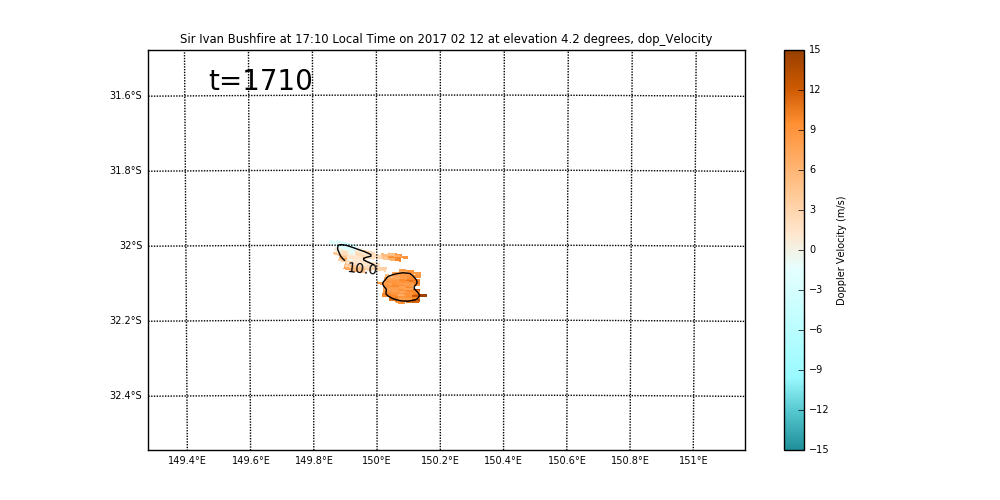 Sir Ivan Bushfire at 17:10 Local Time on 2017 02 12 at elevation 4.2 degrees, dop_Velocity
t=1710
31.6°S
31.8°S
32°S
32.2°S
32.4°S
10.0
149.4°E 149.6°E 149.8°E 150°E 150.2°E 150.4°E 150.6°E 150.8°E 151°E
15
12
9
6
3
0
−3
−6
−9
−12
−15
Doppler Velocity (m/s)